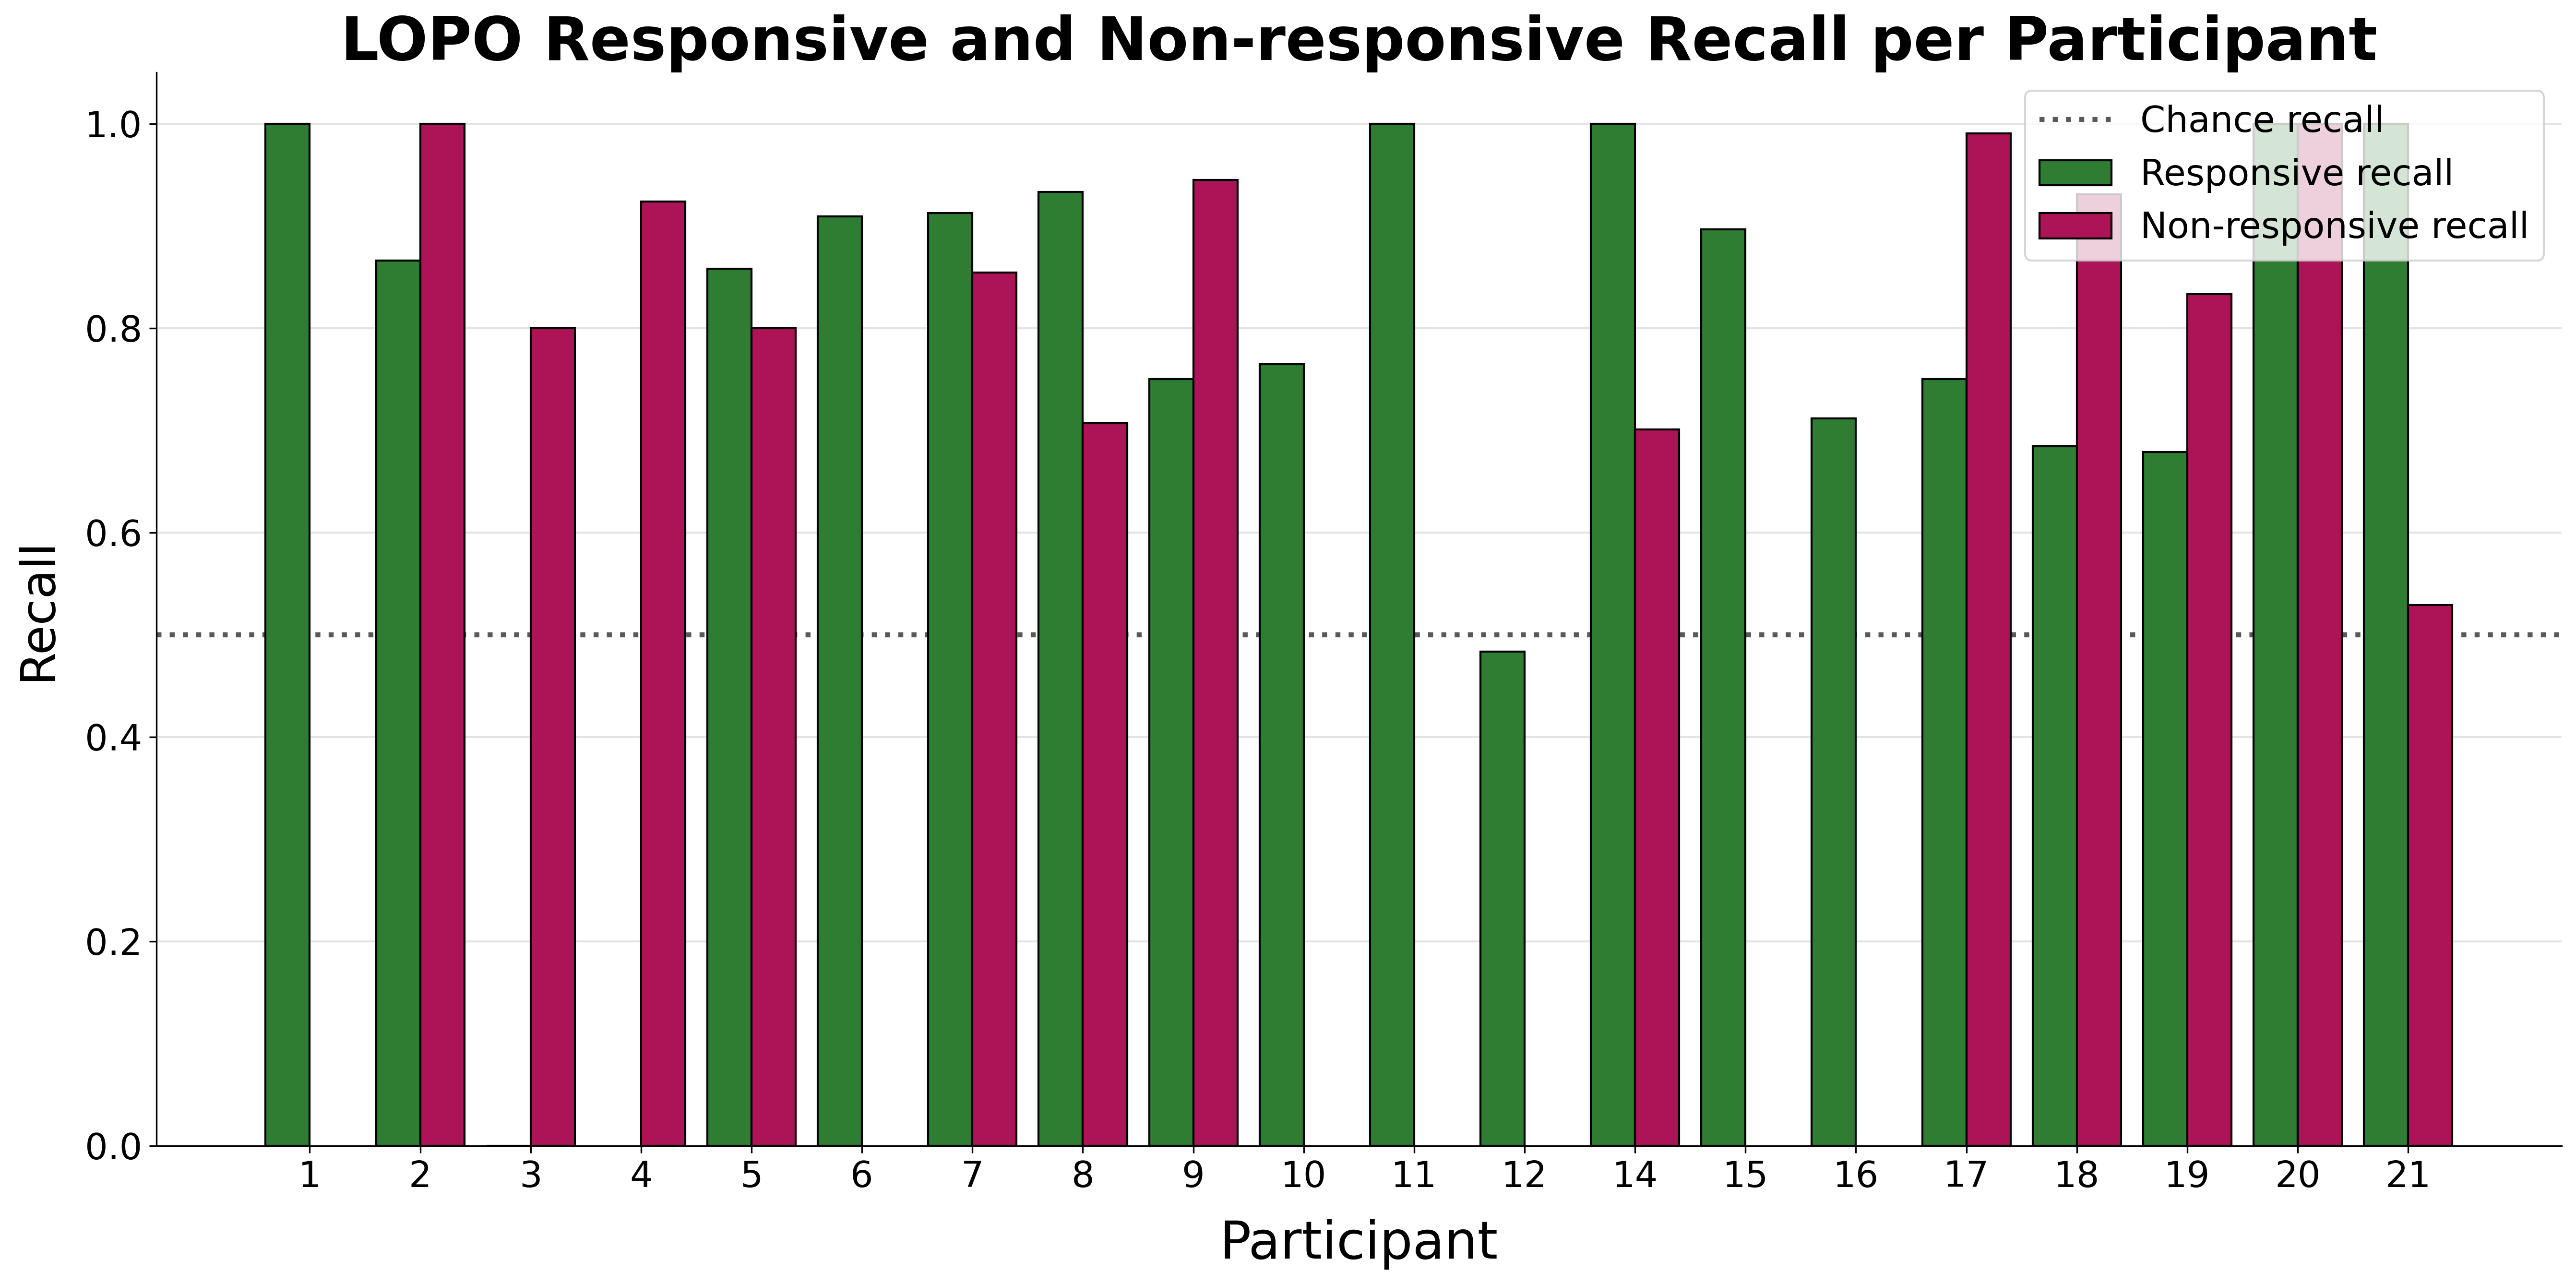 LOPO Responsive and Non-responsive Recall per Participant
Chance recall
Responsive recall
Non-responsive recall
1.0
0.8
0.6
0.4
0.2
0.0
Recall
1 2 3 4 5 6 7 8 9 10 11 12 14 15 16 17 18 19 20 21
Participant